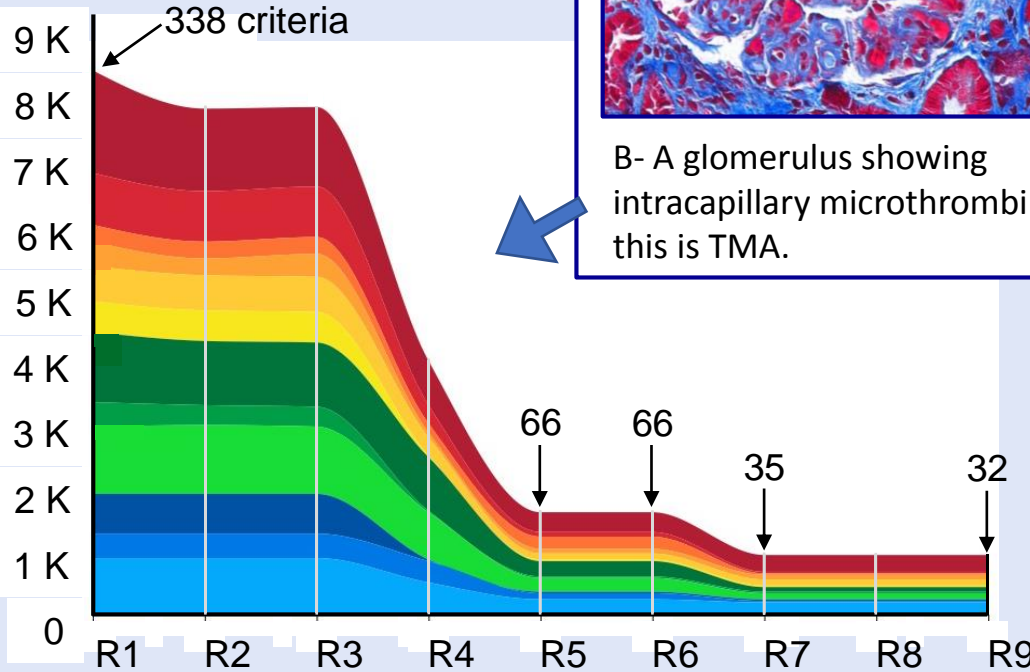 338 criteria
9 K
8 K
7 K
6 K
5 K
4 K
3 K
2 K
1 K
0
B- A glomerulus showing
intracapillary microthrombi
this is TMA.
66
66
35
32
R1
R2
R3
R4
R5
R6
R7
R8
R9